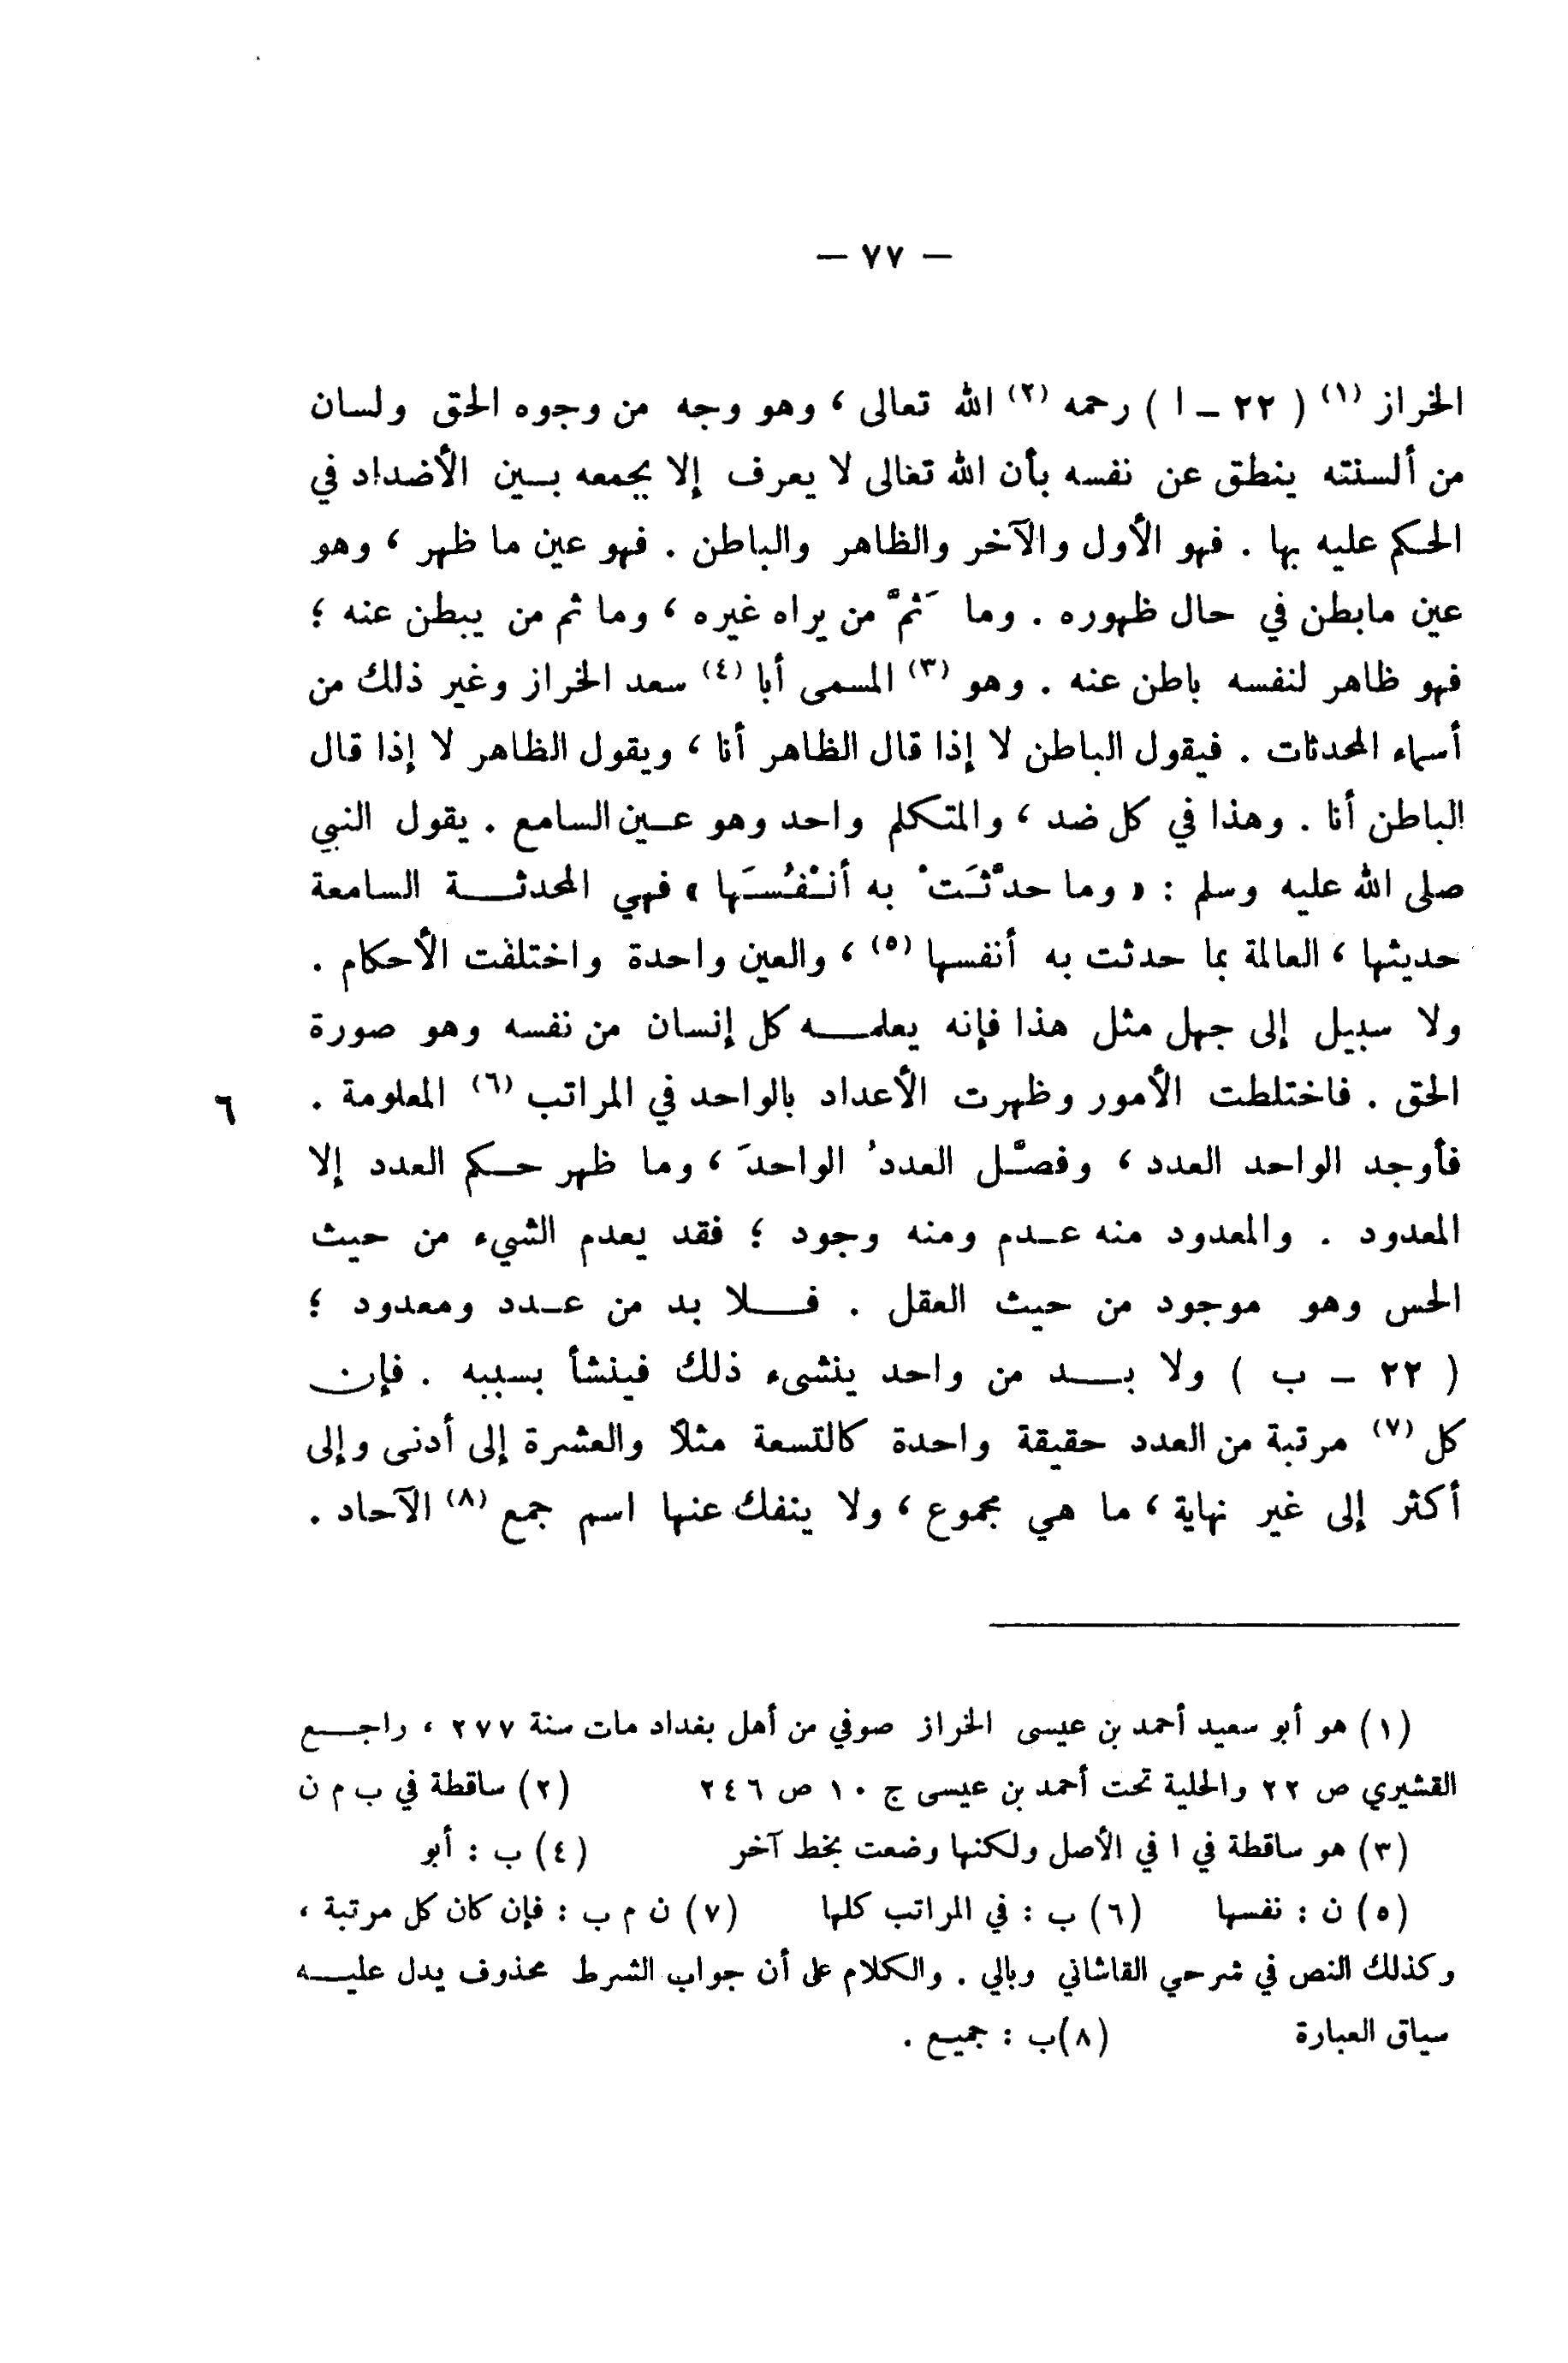 — ٧٧ —
الخراز (١) ( ٢٢ – ا ) رحمه (٢) الله تعالى ، وهو وجه من وجوه الحق ولسان
من ألسنته ينطق عن نفسه بأن الله تغالى لا يعرف إلا بجمعه بـين الأضداد في
الحكم عليه بها . فهو الأول والآخر والظاهر والباطن . فهو عين ما ظهر ، وهو
عين مابطن في حال ظهوره . وما ثَمَّ من يراه غيره ، وما ثم من يبطن عنه ؛
فهو ظاهر لنفسه باطن عنه . وهو (٣) المسمى أبا (٤) سعد الخراز وغير ذلك من
أسماء المحدثات . فيقول الباطن لا إذا قال الظاهر أنا ، ويقول الظاهر لا إذا قال
الباطن أنا . وهذا في كل ضد ، والمتكلم واحد وهو عـين السامع . يقول النبي
صلى الله عليه وسلم : « وما حدَّثَتْ به أنْفُسَها » فهي المحدثـة السامعة
حديثها ، العالمة بما حدثت به أنفسها (٥) ، والعين واحدة واختلفت الأحكام .
ولا سبيل إلى جهل مثل هذا فإنه يعلمـه كل إنسان من نفسه وهو صورة
الحق . فاختلطت الأمور وظهرت الأعداد بالواحد في المراتب (٦) المعلومة . ٦
فأوجد الواحد العدد ، وفصَّل العددُ الواحدَ ، وما ظهر حـكم العدد إلا
المعدود . والمعدود منه عـدم ومنه وجود ؛ فقد يعدم الشيء من حيث
الحس وهو موجود من حيث العقل . فـلا بد من عـدد ومعدود ؛
( ٢٢ – ب ) ولا بـد من واحد ينشىء ذلك فينشأ بسببه . فإن
كل (٧) مرتبة من العدد حقيقة واحدة كالتسعة مثلاً والعشرة إلى أدنى وإلى
أكثر إلى غير نهاية ، ما هي مجموع ، ولا ينفك عنها اسم جمع (٨) الآحاد .
(١) هو أبو سعيد أحمد بن عيسى الخراز صوفي من أهل بغداد مات سنة ٢٧٧ ، راجـع
القشيري ص ٢٢ والحلية تحت أحمد بن عيسى ج ١٠ ص ٢٤٦ (٢) ساقطة في ب م ن
(٣) هو ساقطة في ا في الأصل ولكنها وضعت بخط آخر (٤) ب : أبو
(٥) ن : نفسها (٦) ب : في المراتب كلها (٧) ن م ب : فإن كان كل مرتبة ،
وكذلك النص في شرحي القاشاني وبالي . والكلام على أن جواب الشرط محذوف يدل عليـه
سياق العبارة (٨)ب : جميع .